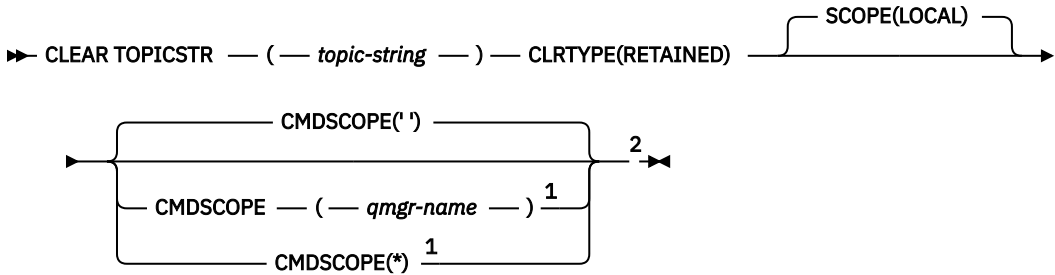 SCOPE(LOCAL)
CLEAR TOPICSTR ( topic-string ) CLRTYPE(RETAINED)
CMDSCOPE(' ')
2
CMDSCOPE ( qmgr-name ) 1
CMDSCOPE(*) 1